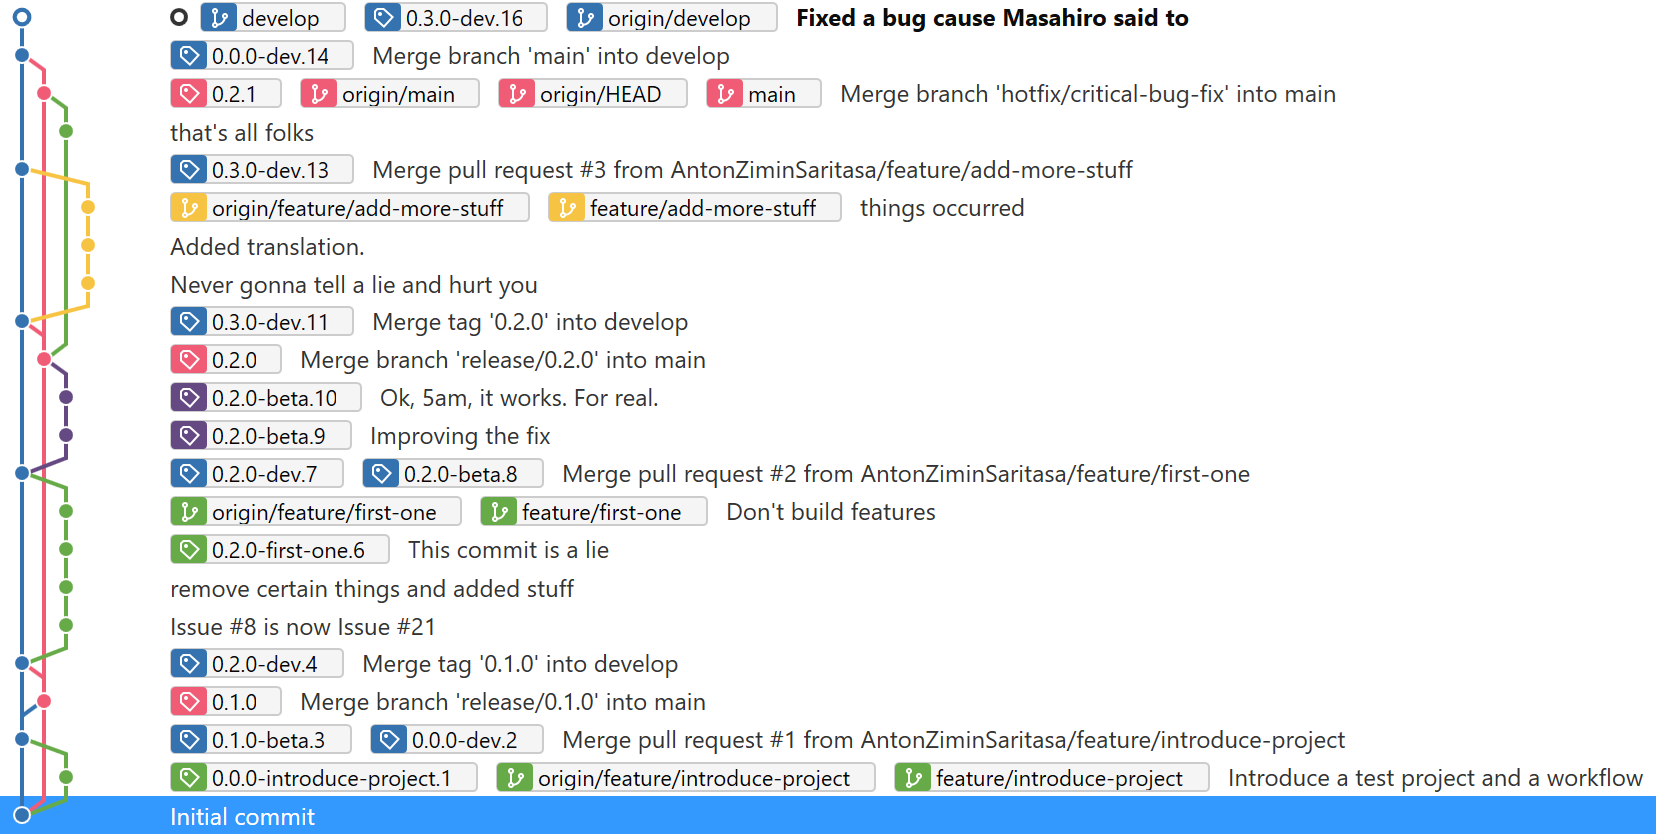 develop 0.3.0-dev.16 origin/develop Fixed a bug cause Masahiro said to
0.0.0-dev.14 Merge branch 'main' into develop
0.2.1 origin/main origin/HEAD main Merge branch 'hotfix/critical-bug-fix' into main
that's all folks
0.3.0-dev.13 Merge pull request #3 from AntonZiminSaritasa/feature/add-more-stuff
origin/feature/add-more-stuff feature/add-more-stuff things occurred
Added translation.
Never gonna tell a lie and hurt you
0.3.0-dev.11 Merge tag '0.2.0' into develop
0.2.0 Merge branch 'release/0.2.0' into main
0.2.0-beta.10 Ok, 5am, it works. For real.
0.2.0-beta.9 Improving the fix
0.2.0-dev.7 0.2.0-beta.8 Merge pull request #2 from AntonZiminSaritasa/feature/first-one
origin/feature/first-one feature/first-one Don't build features
0.2.0-first-one.6 This commit is a lie
remove certain things and added stuff
Issue #8 is now Issue #21
0.2.0-dev.4 Merge tag '0.1.0' into develop
0.1.0 Merge branch 'release/0.1.0' into main
0.1.0-beta.3 0.0.0-dev.2 Merge pull request #1 from AntonZiminSaritasa/feature/introduce-project
0.0.0-introduce-project.1 origin/feature/introduce-project feature/introduce-project Introduce a test project and a workflow
Initial commit